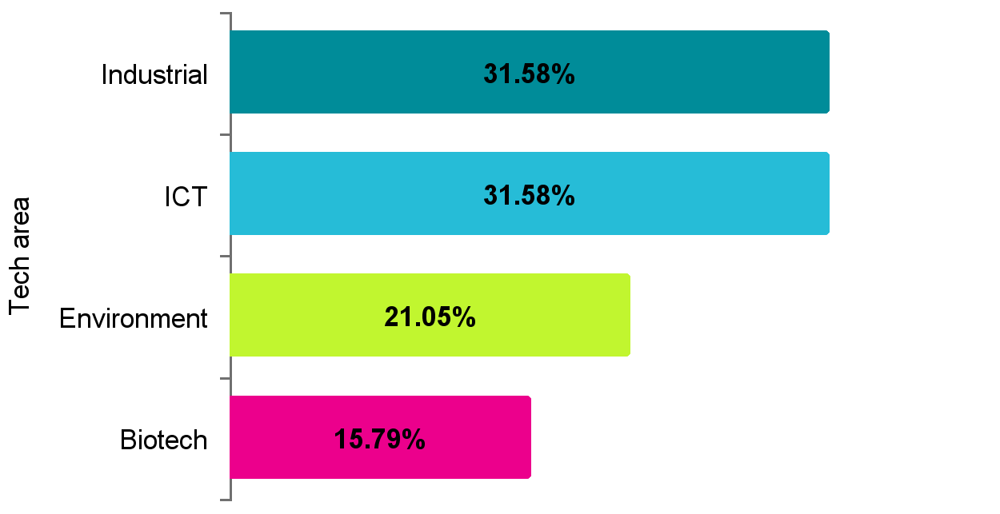 Tech area
Industrial
31.58%
ICT
31.58%
Environment
21.05%
Biotech
15.79%